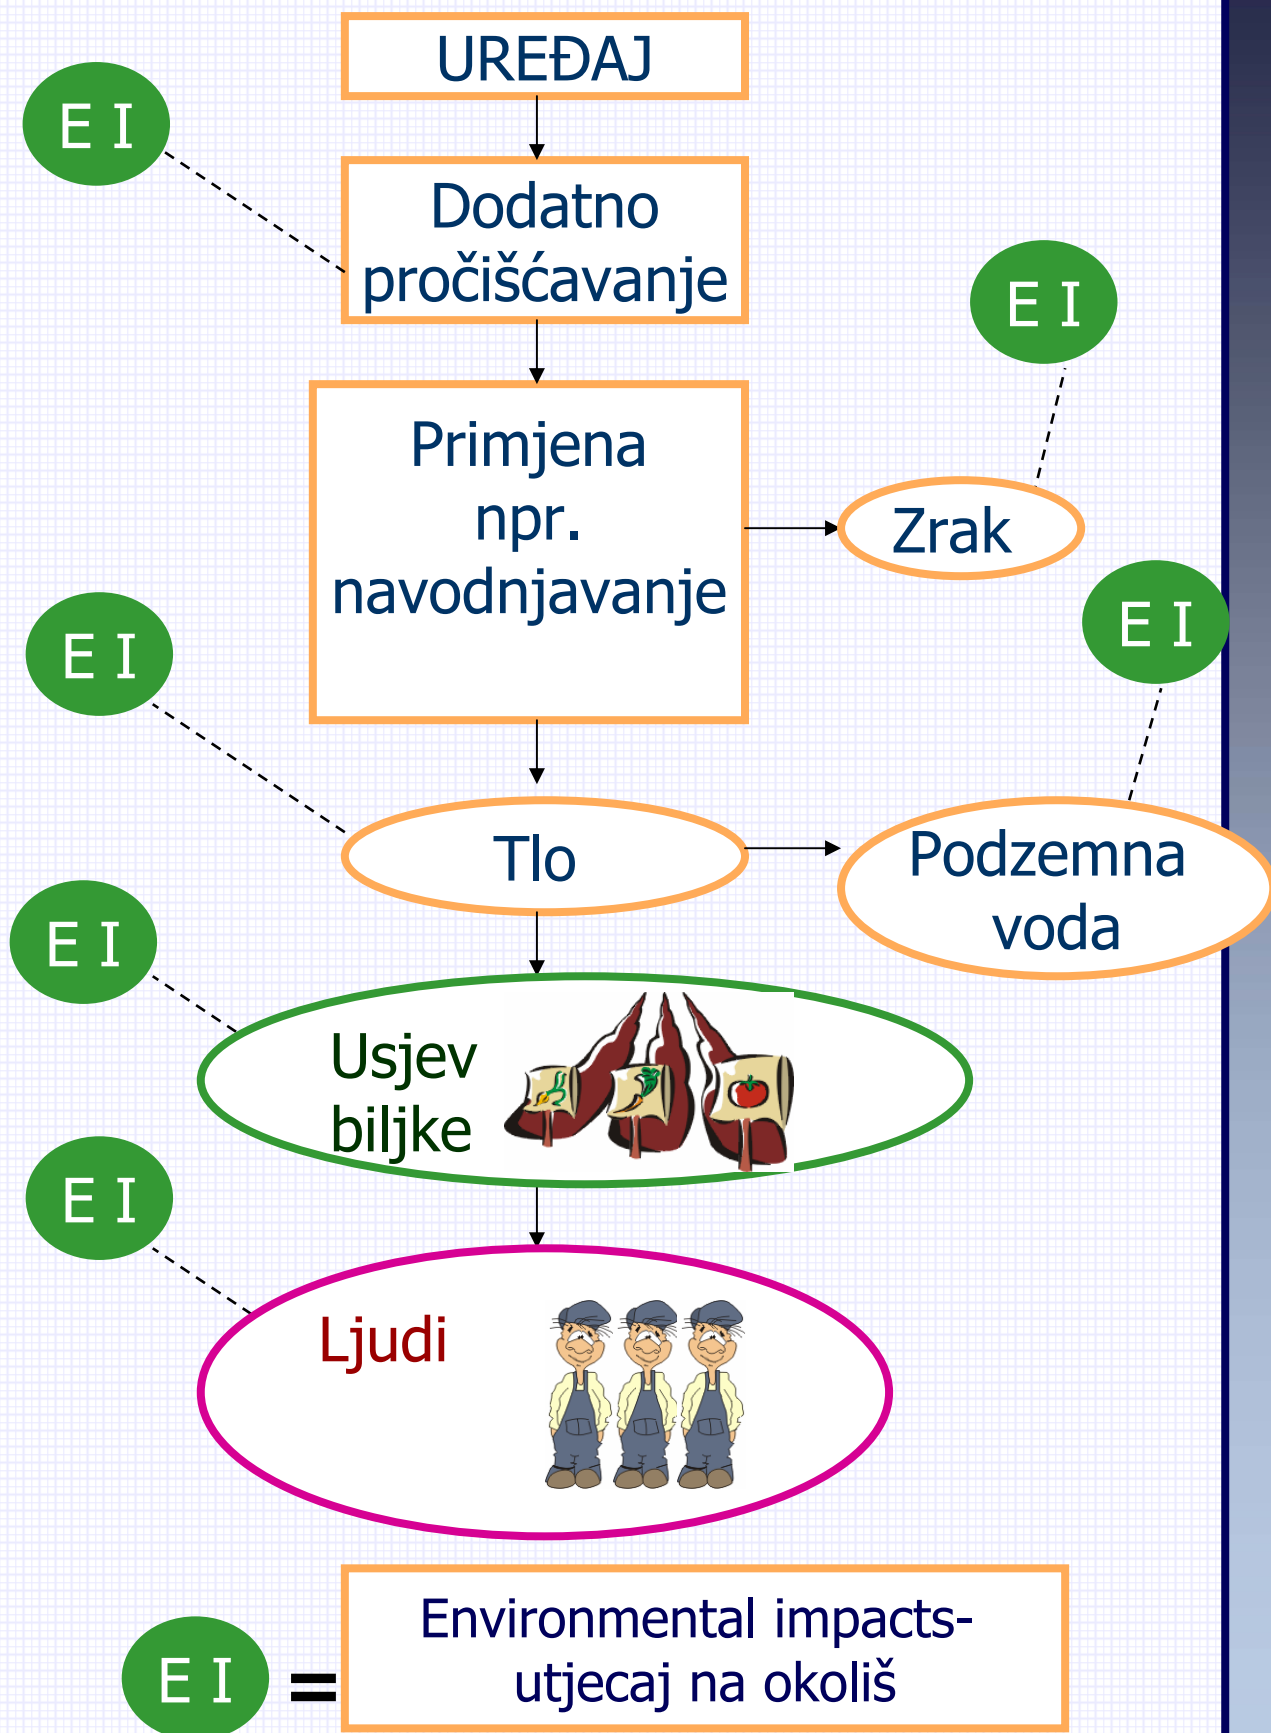 UREĐAJ
E I
Dodatno
pročišćavanje
E I
Primjena
npr.
navodnjavanje
Zrak
E I
E I
Tlo
Podzemna
voda
E I
Usjev
biljke
E I
Ljudi
E I = Environmental impacts-
utjecaj na okoliš